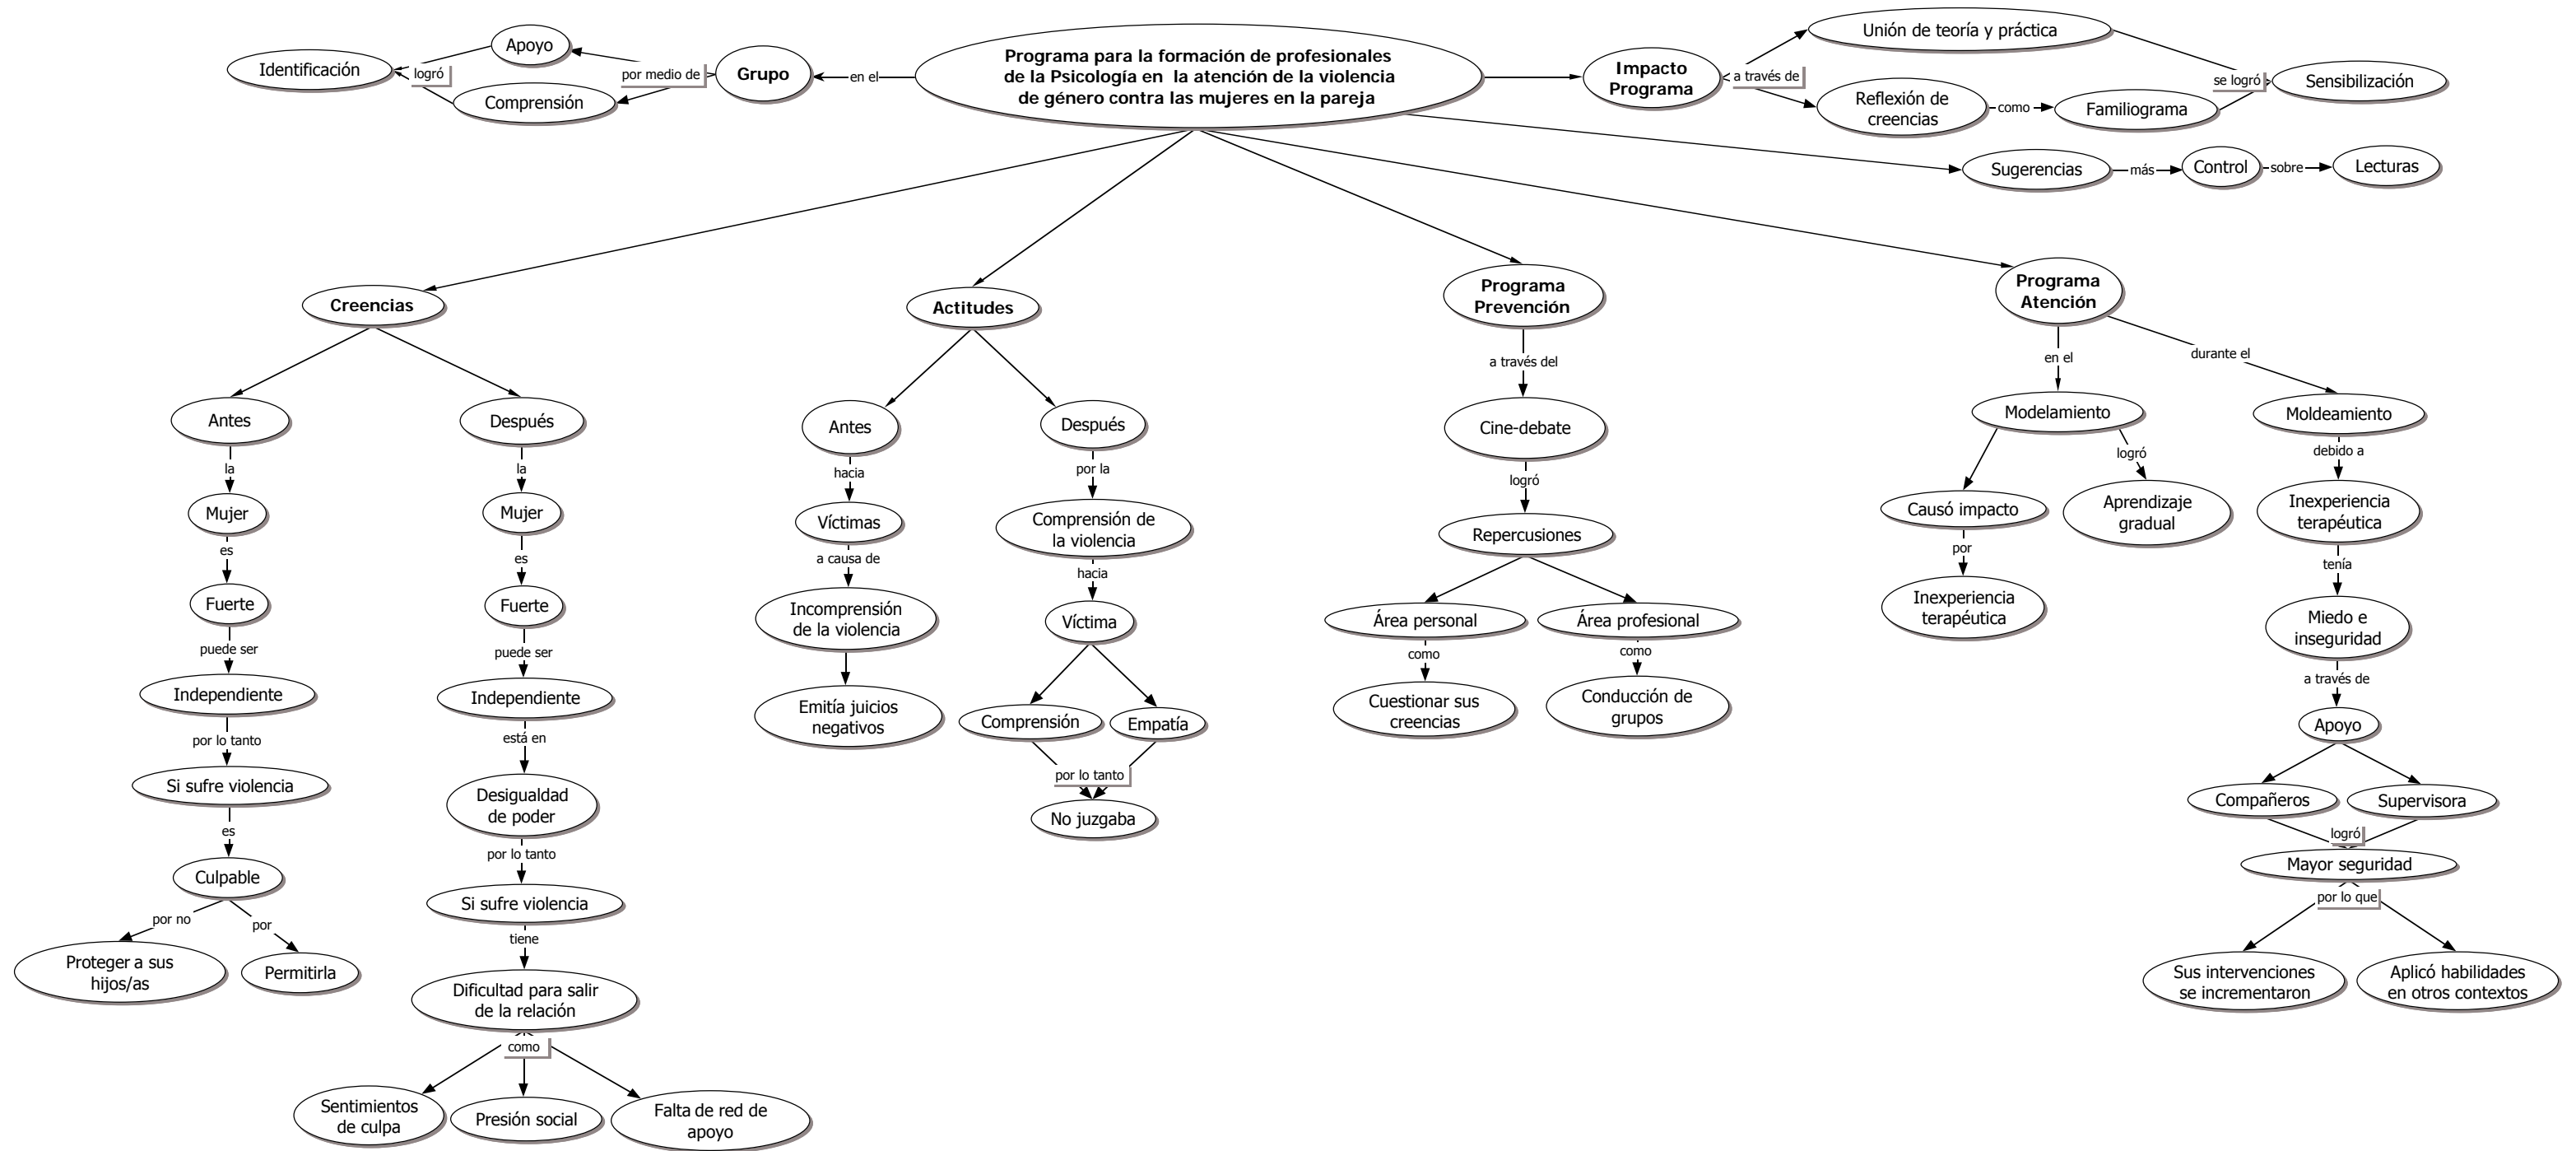 Programa para la formación de profesionales
de la Psicología en la atención de la violencia
de género contra las mujeres en la pareja
en el
Grupo
por medio de
Apoyo
Comprensión
logró
Identificación
Impacto
Programa
a través de
Unión de teoría y práctica
Reflexión de
creencias
como
Familiograma
se logró
Sensibilización
Sugerencias
más
Control
sobre
Lecturas
Creencias
Antes
la
Mujer
es
Fuerte
puede ser
Independiente
por lo tanto
Si sufre violencia
es
Culpable
por no
Proteger a sus
hijos/as
por
Permitirla
Después
la
Mujer
es
Fuerte
puede ser
Independiente
está en
Desigualdad
de poder
por lo tanto
Si sufre violencia
tiene
Dificultad para salir
de la relación
como
Sentimientos
de culpa
Presión social
Falta de red de
apoyo
Actitudes
Antes
hacia
Víctimas
a causa de
Incomprensión
de la violencia
Emitía juicios
negativos
Después
por la
Comprensión de
la violencia
hacia
Víctima
Comprensión
Empatía
por lo tanto
No juzgaba
Programa
Prevención
a través del
Cine-debate
logró
Repercusiones
Área personal
como
Cuestionar sus
creencias
Área profesional
como
Conducción de
grupos
Programa
Atención
en el
Modelamiento
Causó impacto
por
Inexperiencia
terapéutica
logró
Aprendizaje
gradual
durante el
Moldeamiento
debido a
Inexperiencia
terapéutica
tenía
Miedo e
inseguridad
a través de
Apoyo
Compañeros
Supervisora
logró
Mayor seguridad
por lo que
Sus intervenciones
se incrementaron
Aplicó habilidades
en otros contextos